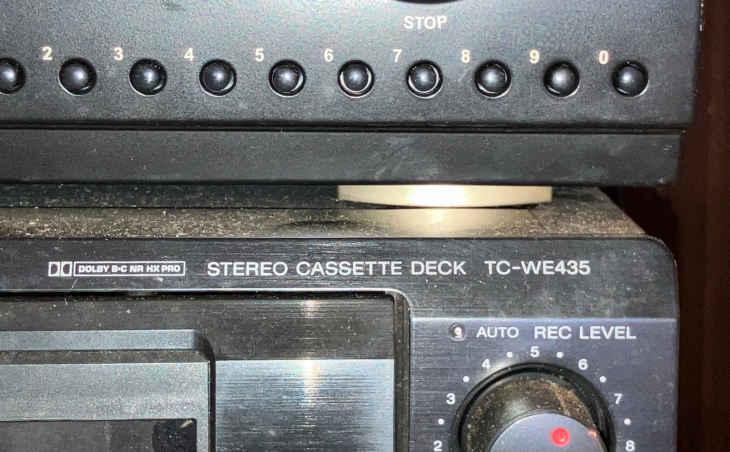 STOP
2 3 4 5 6 7 8 9 0
DOLBY B-C NR HX PRO STEREO CASSETTE DECK TC-WE435
AUTO REC LEVEL
2 3 4 5 6 7 8